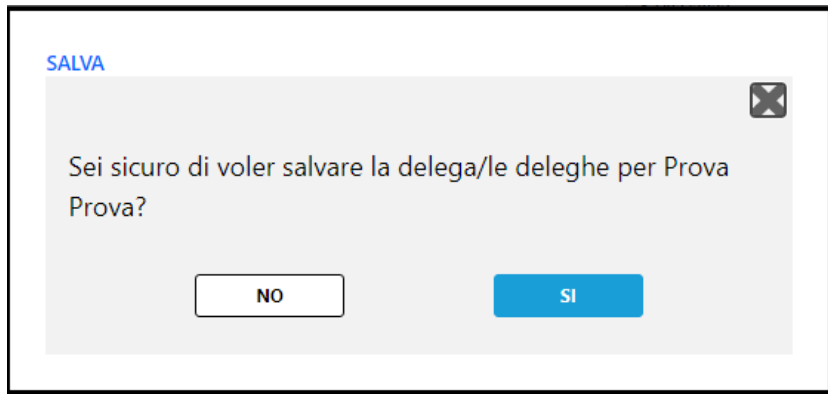 SALVA
Sei sicuro di voler salvare la delega/le deleghe per Prova
Prova?
NO
SI